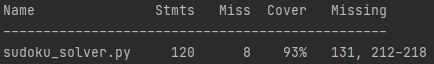 Name Stmts Miss Cover Missing
-----------------------------------------------
sudoku_solver.py 120 8 93% 131, 212-218